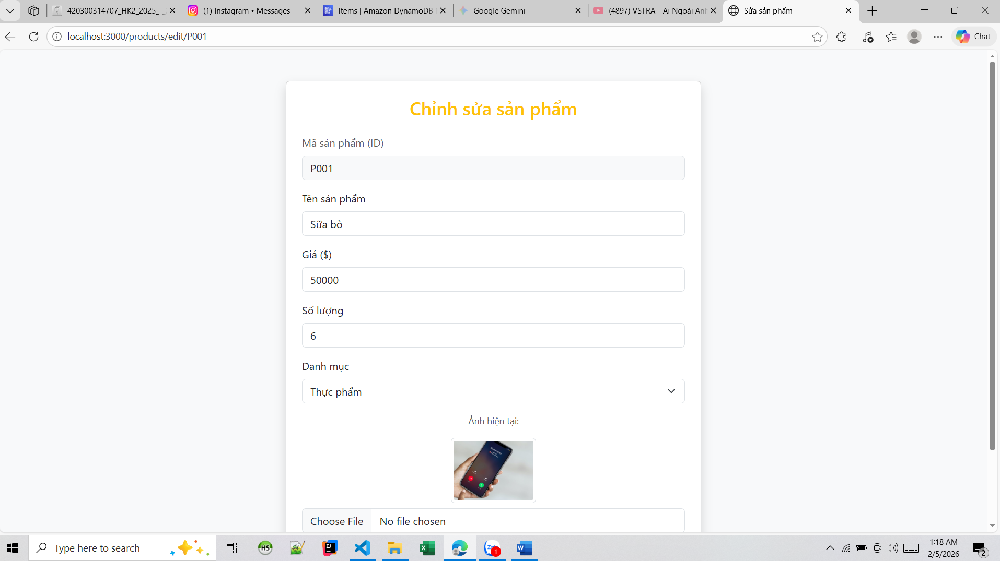 420300314707_HK2_2025_-_
(1) Instagram • Messages
Items | Amazon DynamoDB
Google Gemini
(4897) VSTRA - Ai Ngoài Anh
Sửa sản phẩm
localhost:3000/products/edit/P001
Chat
Chỉnh sửa sản phẩm
Mã sản phẩm (ID)
P001
Tên sản phẩm
Sữa bò
Giá ($)
50000
Số lượng
6
Danh mục
Thực phẩm
Ảnh hiện tại:
Scam Likely
Choose File
No file chosen
Type here to search
HS
IJ
1
W
1:18 AM
2/5/2026
2